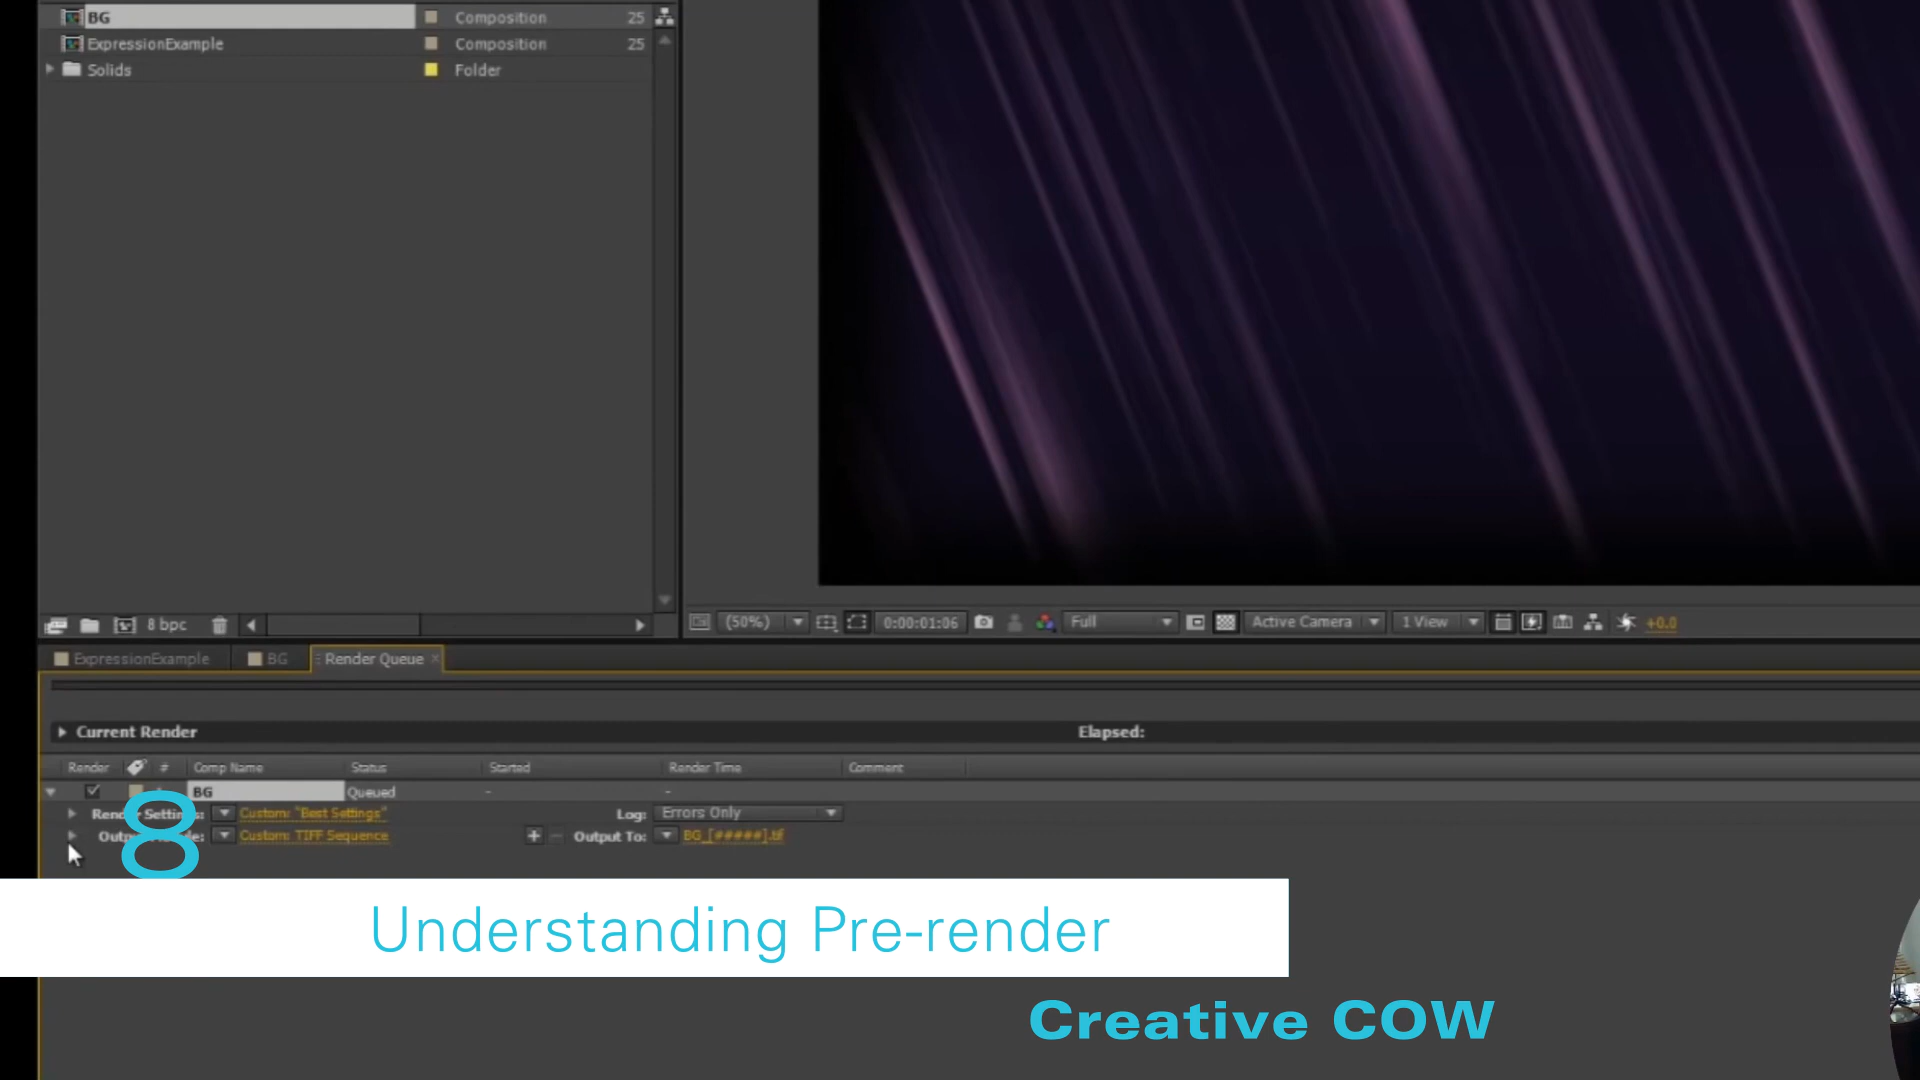 BG Composition 25
ExpressionExample Composition 25
Solids Folder
8 bpc
(50%) 0:00:01:06 Full Active Camera 1 View +0.0
ExpressionExample BG Render Queue ×
Current Render Elapsed:
Render # Comp Name Status Started Render Time Comment
BG Queued - -
Custom: "Best Settings" Log: Errors Only
Custom: TIFF Sequence + Output To: BG_[#####].tif
8
Understanding Pre-render
Creative COW